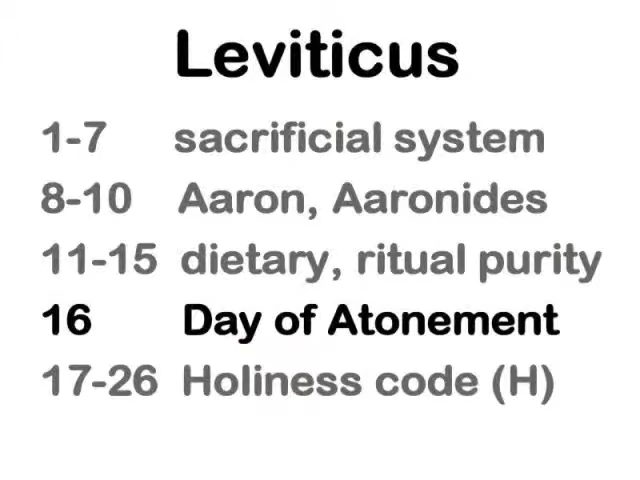 Leviticus
1-7 sacrificial system
8-10 Aaron, Aaronides
11-15 dietary, ritual purity
16 Day of Atonement
17-26 Holiness code (H)